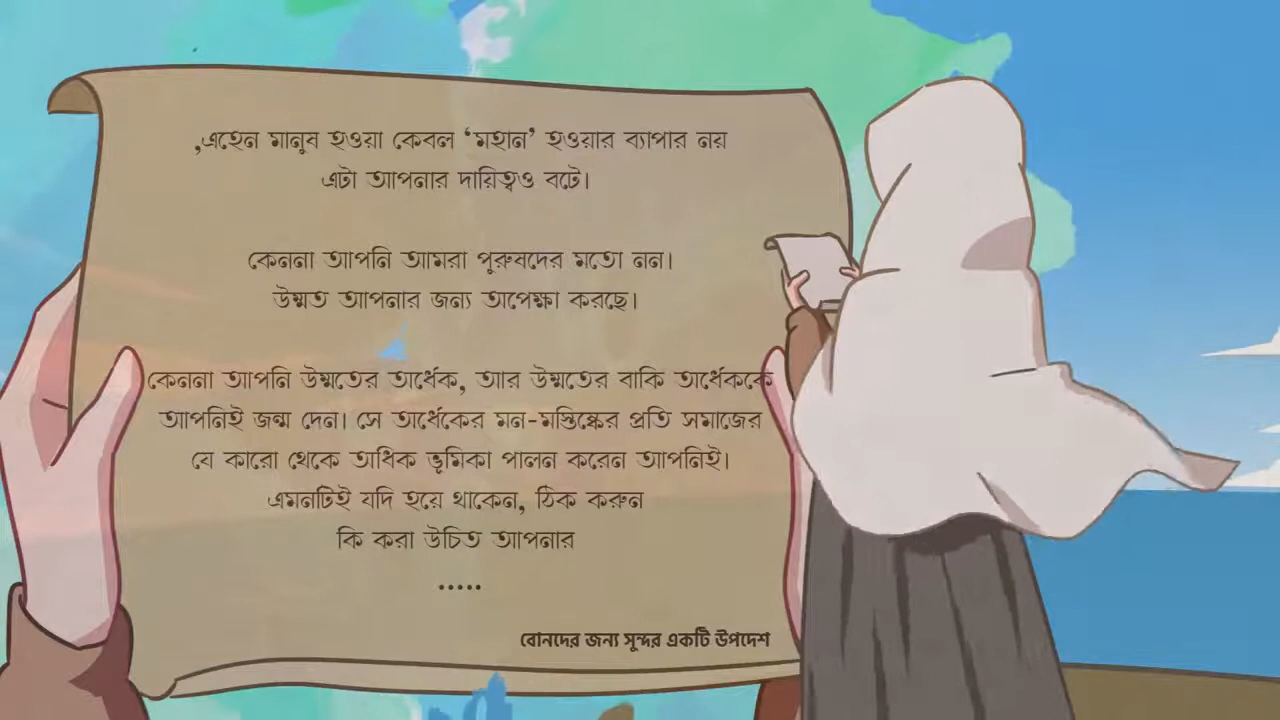 ,এহেন মানুষ হওয়া কেবল ‘মহান’ হওয়ার ব্যাপার নয়
এটা আপনার দায়িত্বও বটে।
কেননা আপনি আমরা পুরুষদের মতো নন।
উম্মত আপনার জন্য অপেক্ষা করছে।
কেননা আপনি উম্মতের অর্ধেক, আর উম্মতের বাকি অর্ধেককে
আপনিই জন্ম দেন। সে অর্ধেকের মন-মস্তিষ্কের প্রতি সমাজের
যে কারো থেকে অধিক ভূমিকা পালন করেন আপনিই।
এমনটিই যদি হয়ে থাকেন, ঠিক করুন
কি করা উচিত আপনার
.....
বোনদের জন্য সুন্দর একটি উপদেশ